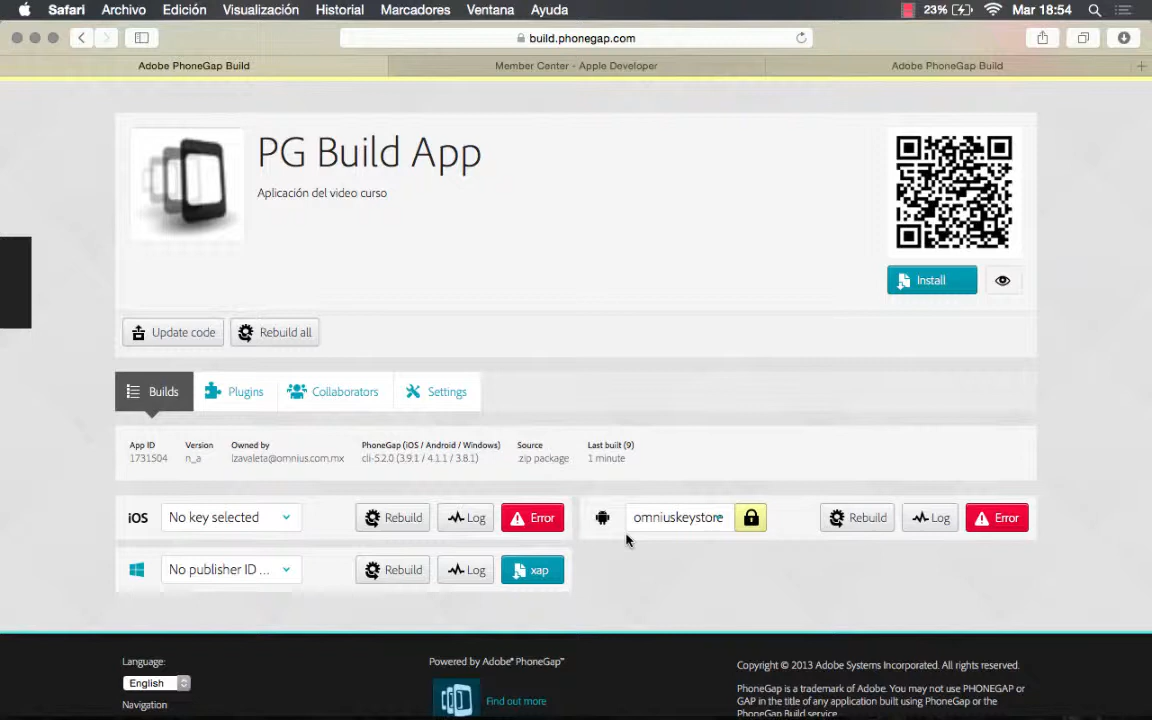 Safari Archivo Edición Visualización Historial Marcadores Ventana Ayuda 23% Mar 18:54
build.phonegap.com
Adobe PhoneGap Build Member Center - Apple Developer Adobe PhoneGap Build
PG Build App
Aplicación del video curso
Install
Update code Rebuild all
Builds Plugins Collaborators Settings
App ID Version Owned by PhoneGap (iOS / Android / Windows) Source Last built (9)
1731504 n_a lzavaleta@omnius.com.mx cli-5.2.0 (3.9.1 / 4.1.1 / 3.8.1) .zip package 1 minute
iOS No key selected Rebuild Log Error omniuskeystore Rebuild Log Error
No publisher ID ... Rebuild Log xap
Language: Powered by Adobe® PhoneGap™ Copyright © 2013 Adobe Systems Incorporated. All rights reserved.
English
Find out more PhoneGap is a trademark of Adobe. You may not use PHONEGAP or
Navigation GAP in the title of any application built using PhoneGap or the
PhoneGap Build service.